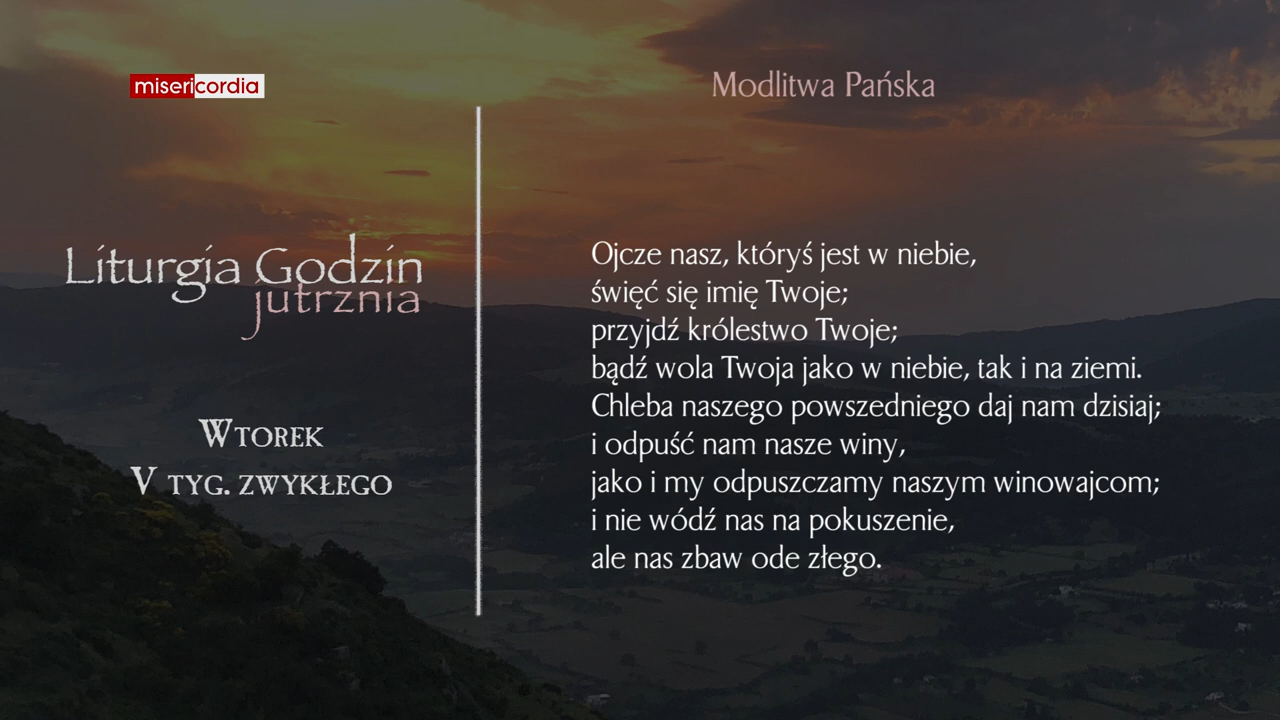 misericordia
Liturgia Godzin
jutrznia
Wtorek
V tyg. zwykłego
Modlitwa Pańska
Ojcze nasz, któryś jest w niebie,
święć się imię Twoje;
przyjdź królestwo Twoje;
bądź wola Twoja jako w niebie, tak i na ziemi.
Chleba naszego powszedniego daj nam dzisiaj;
i odpuść nam nasze winy,
jako i my odpuszczamy naszym winowajcom;
i nie wódź nas na pokuszenie,
ale nas zbaw ode złego.